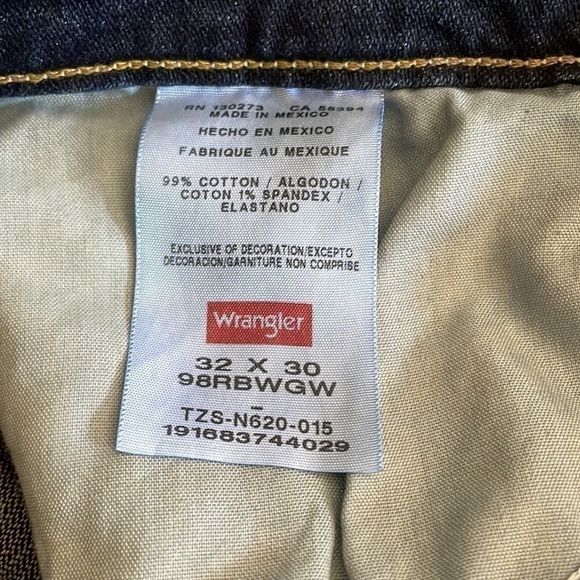 RN 130273 CA 55394
MADE IN MEXICO
HECHO EN MEXICO
FABRIQUE AU MEXIQUE
99% COTTON / ALGODON /
COTON 1% SPANDEX /
ELASTANO
EXCLUSIVE OF DECORATION/EXCEPTO
DECORACION/GARNITURE NON COMPRISE
Wrangler
32 X 30
98RBWGW
-
TZS-N620-015
191683744029